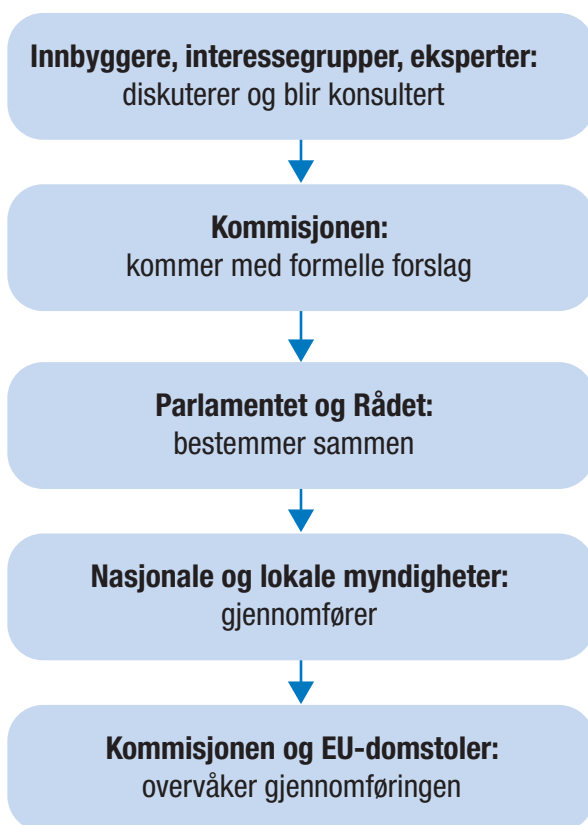 Innbyggere, interessegrupper, eksperter:
diskuterer og blir konsultert
Kommisjonen:
kommer med formelle forslag
Parlamentet og Rådet:
bestemmer sammen
Nasjonale og lokale myndigheter:
gjennomfører
Kommisjonen og EU-domstoler:
overvåker gjennomføringen